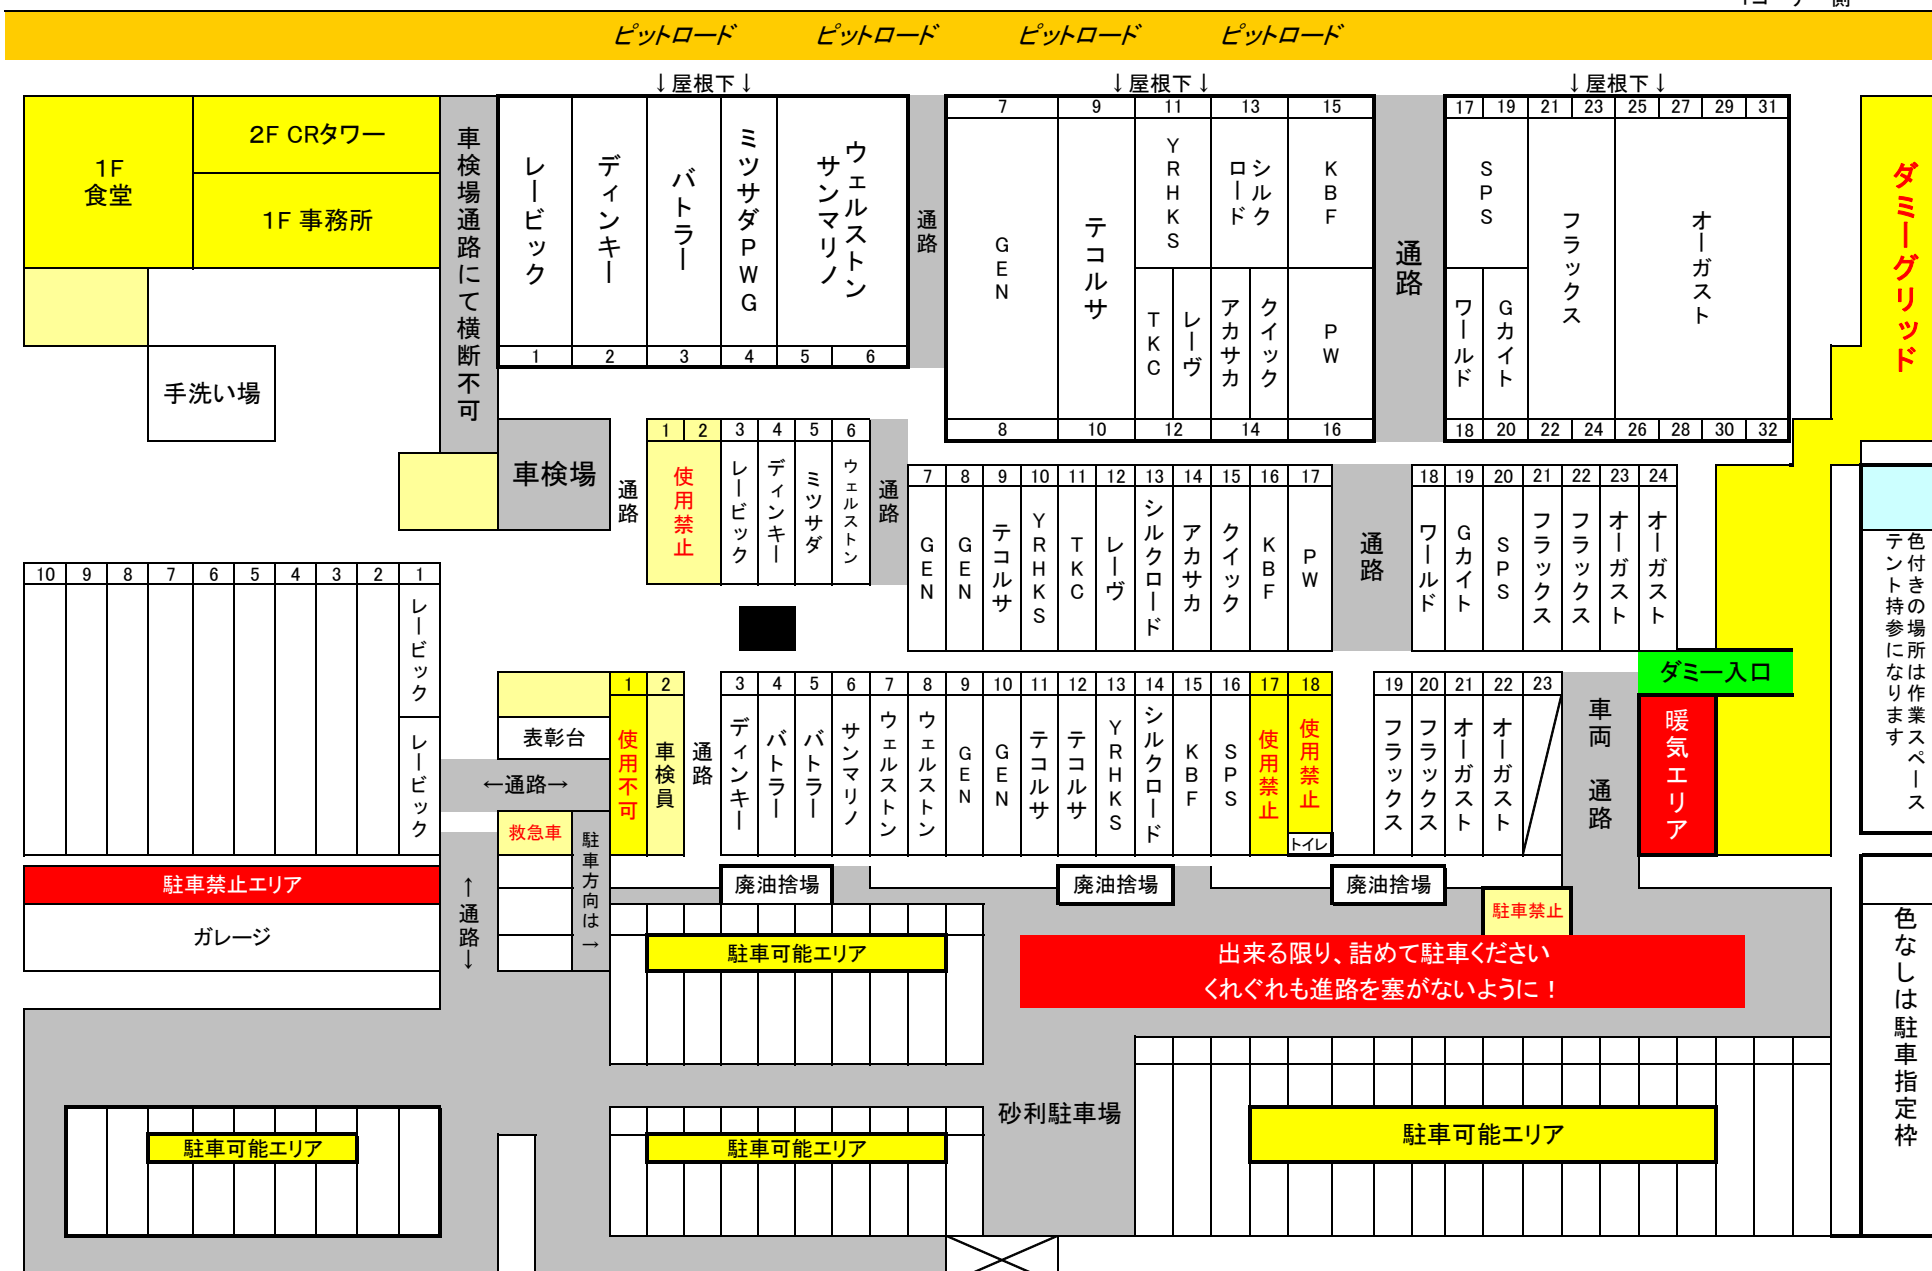 ピットロード ピットロード ピットロード ピットロード
↓屋根下↓ ↓屋根下↓ ↓屋根下↓
1F
食堂
2F CRタワー
1F 事務所
手洗い場
車検場通路にて横断不可
レービック
ディンキー
バトラー
ミツサダPWG
ウェルストン
サンマリノ
1 2 3 4 5 6
通路
7 9 11 13 15
GEN
テコルサ
YRHKS
シルク
ロード
KBF
TKC
レーヴ
アカサカ
クイック
PW
8 10 12 14 16
通路
17 19 21 23 25 27 29 31
SPS
フラックス
オーガスト
ワールド
Gカイト
18 20 22 24 26 28 30 32
ダミーグリッド
車検場
通路
1 2 3 4 5 6
使用禁止
レービック
ディンキー
ミツサダ
ウェルストン
通路
7 8 9 10 11 12 13 14 15 16 17
GEN
GEN
テコルサ
YRHKS
TKC
レーヴ
シルクロード
アカサカ
クイック
KBF
PW
通路
18 19 20 21 22 23 24
ワールド
Gカイト
SPS
フラックス
フラックス
オーガスト
オーガスト
色付きの場所は作業スペース
テント持参になります
10 9 8 7 6 5 4 3 2 1
レービック
レービック
表彰台
←通路→
1 2
使用不可
車検員
通路
3 4 5 6 7 8 9 10 11 12 13 14 15 16 17 18
ディンキー
バトラー
バトラー
サンマリノ
ウェルストン
ウェルストン
GEN
GEN
テコルサ
テコルサ
YRHKS
シルクロード
KBF
SPS
使用禁止
使用禁止
トイレ
19 20 21 22 23
フラックス
フラックス
オーガスト
オーガスト
車両 通路
ダミー入口
暖気エリア
救急車
駐車方向は→
駐車禁止エリア
ガレージ
↑通路↓
廃油捨場 廃油捨場 廃油捨場
駐車禁止
駐車可能エリア
出来る限り、詰めて駐車ください
くれぐれも進路を塞がないように！
色なしは駐車指定枠
砂利駐車場
駐車可能エリア 駐車可能エリア 駐車可能エリア